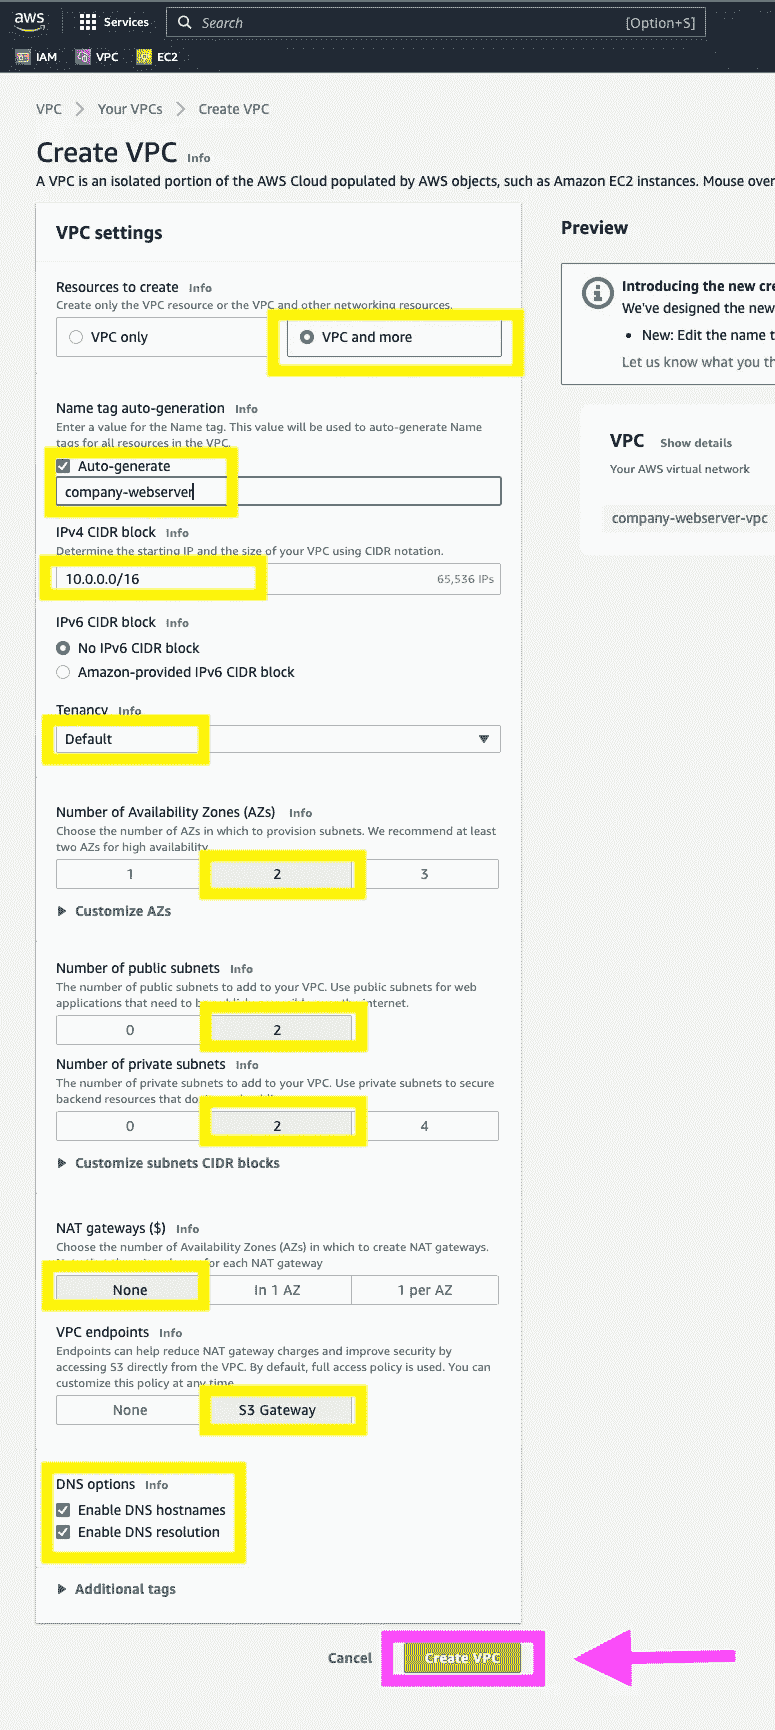 aws
Services
Search
[Option+S]
IAM
VPC
EC2
VPC
Your VPCs
Create VPC
Create VPC Info
A VPC is an isolated portion of the AWS Cloud populated by AWS objects, such as Amazon EC2 instances. Mouse over
VPC settings
Resources to create Info
Create only the VPC resource or the VPC and other networking resources.
VPC only
VPC and more
Name tag auto-generation Info
Enter a value for the Name tag. This value will be used to auto-generate Name
tags for all resources in the VPC.
Auto-generate
company-webserver
IPv4 CIDR block Info
Determine the starting IP and the size of your VPC using CIDR notation.
10.0.0.0/16
65,536 IPs
IPv6 CIDR block Info
No IPv6 CIDR block
Amazon-provided IPv6 CIDR block
Tenancy Info
Default
Number of Availability Zones (AZs) Info
Choose the number of AZs in which to provision subnets. We recommend at least
two AZs for high availability.
1
2
3
Customize AZs
Number of public subnets Info
The number of public subnets to add to your VPC. Use public subnets for web
applications that need to internet.
0
2
Number of private subnets Info
The number of private subnets to add to your VPC. Use private subnets to secure
backend resources that
0
2
4
Customize subnets CIDR blocks
NAT gateways ($) Info
Choose the number of Availability Zones (AZs) in which to create NAT gateways.
for each NAT gateway
None
In 1 AZ
1 per AZ
VPC endpoints Info
Endpoints can help reduce NAT gateway charges and improve security by
accessing S3 directly from the VPC. By default, full access policy is used. You can
customize this policy at any time.
None
S3 Gateway
DNS options Info
Enable DNS hostnames
Enable DNS resolution
Additional tags
Cancel
Create VPC
Preview
Introducing the new cre
We've designed the new
• New: Edit the name t
Let us know what you th
VPC Show details
Your AWS virtual network
company-webserver-vpc